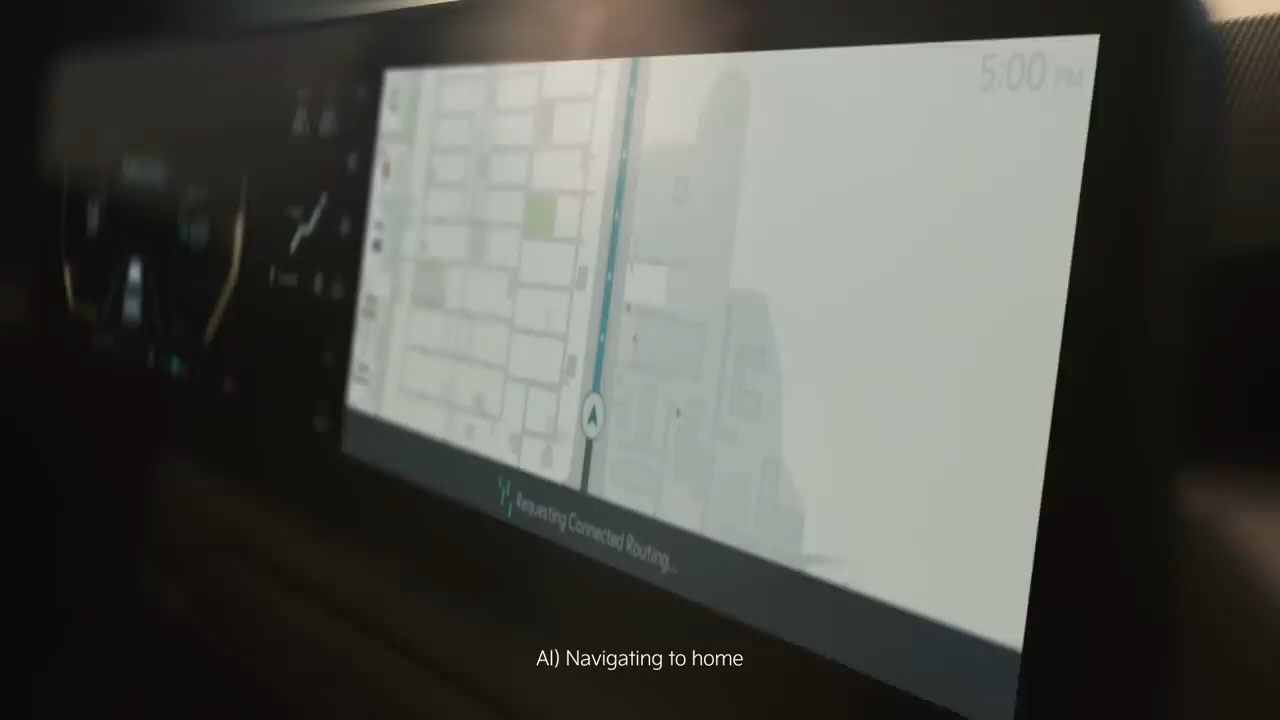 5:00 PM
Requesting Connected Routing...
AI) Navigating to home